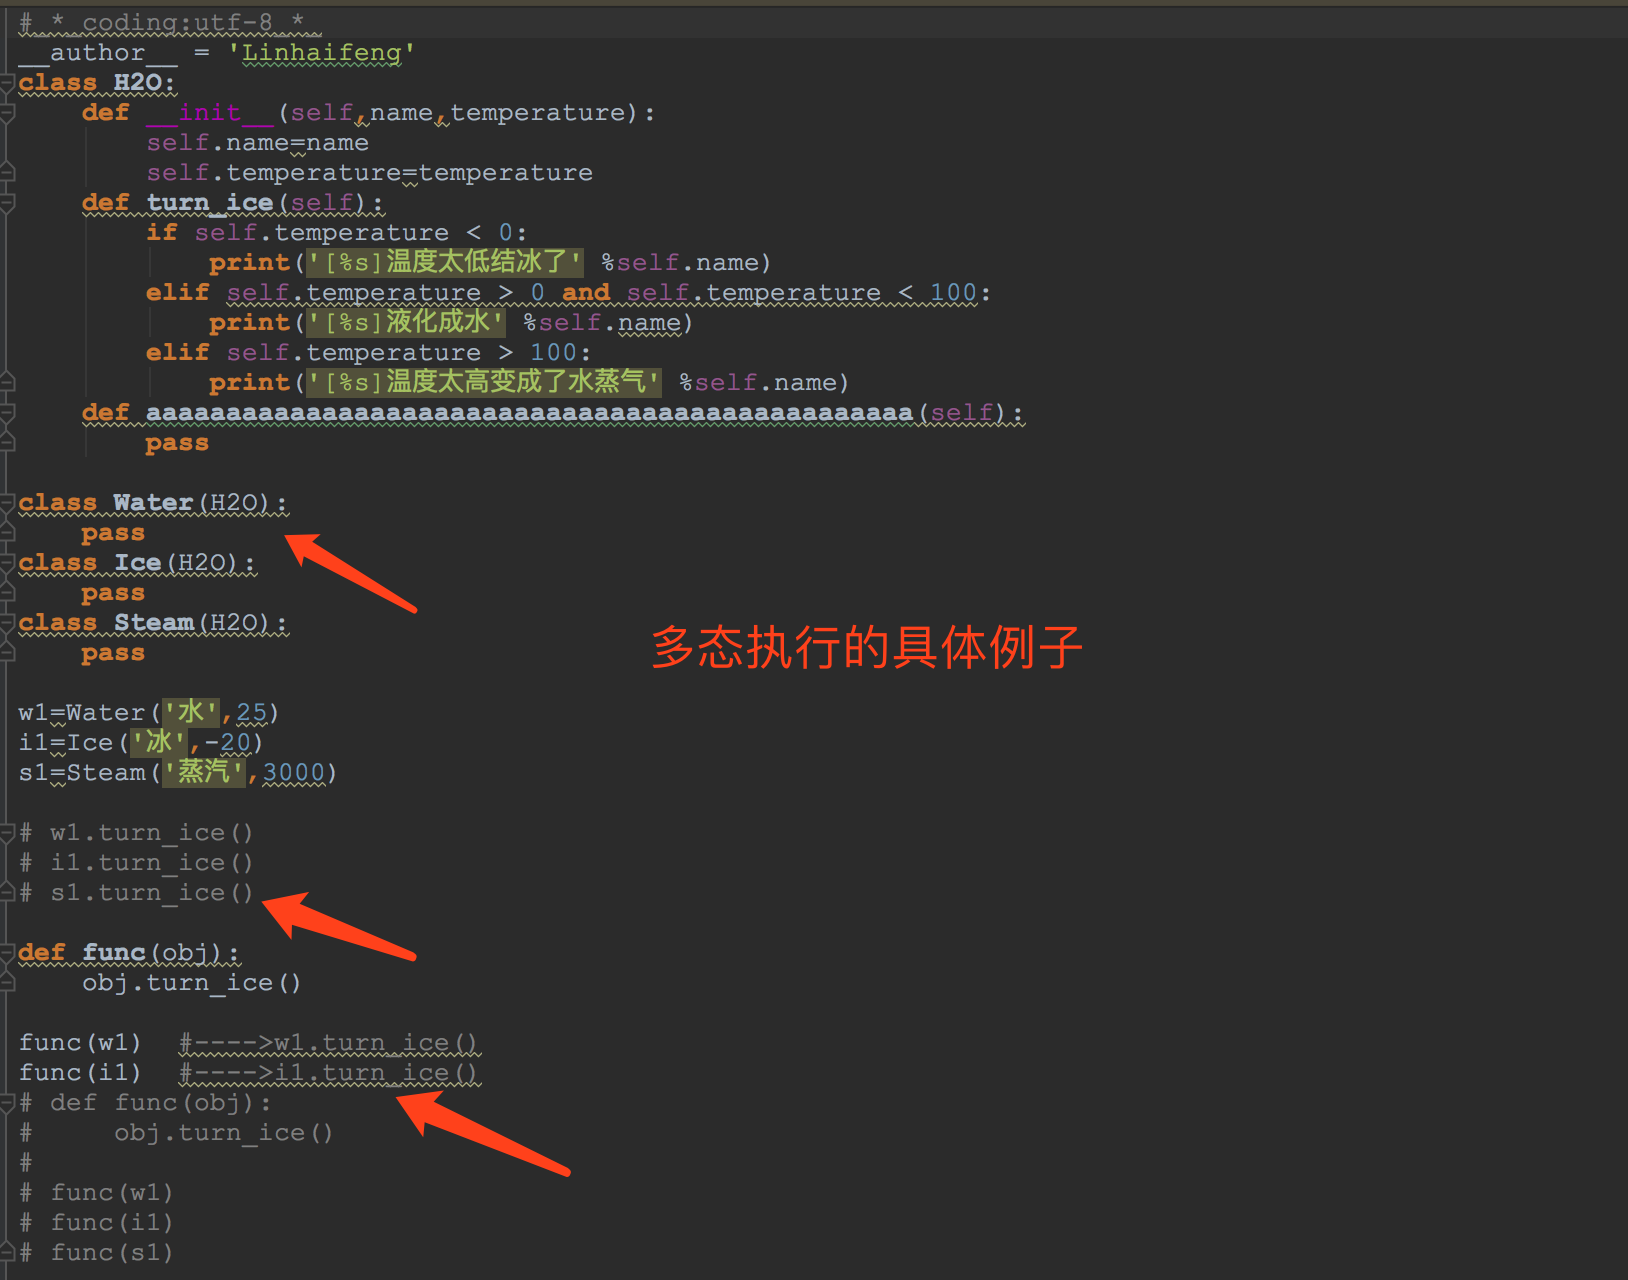 #_*_coding:utf-8_*_
__author__ = 'Linhaifeng'
class H2O:
    def __init__(self,name,temperature):
        self.name=name
        self.temperature=temperature
    def turn_ice(self):
        if self.temperature < 0:
            print('[%s]温度太低结冰了' %self.name)
        elif self.temperature > 0 and self.temperature < 100:
            print('[%s]液化成水' %self.name)
        elif self.temperature > 100:
            print('[%s]温度太高变成了水蒸气' %self.name)
    def aaaaaaaaaaaaaaaaaaaaaaaaaaaaaaaaaaaaaaaaaaaaaaaa(self):
        pass
class Water(H2O):
    pass
class Ice(H2O):
    pass
class Steam(H2O):
多态执行的具体例子
    pass
w1=Water('水',25)
i1=Ice('冰',-20)
s1=Steam('蒸汽',3000)
# w1.turn_ice()
# i1.turn_ice()
# s1.turn_ice()
def func(obj):
    obj.turn_ice()
func(w1)  #---->w1.turn_ice()
func(i1)  #---->i1.turn_ice()
# def func(obj):
#     obj.turn_ice()
#
# func(w1)
# func(i1)
# func(s1)